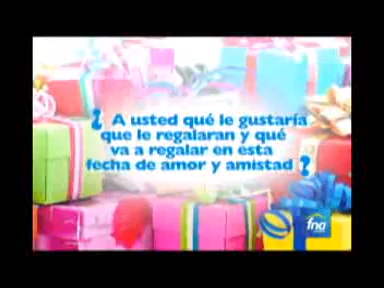 ¿ A usted qué le gustaría
que le regalaran y qué
va a regalar en esta
fecha de amor y amistad ?
fna